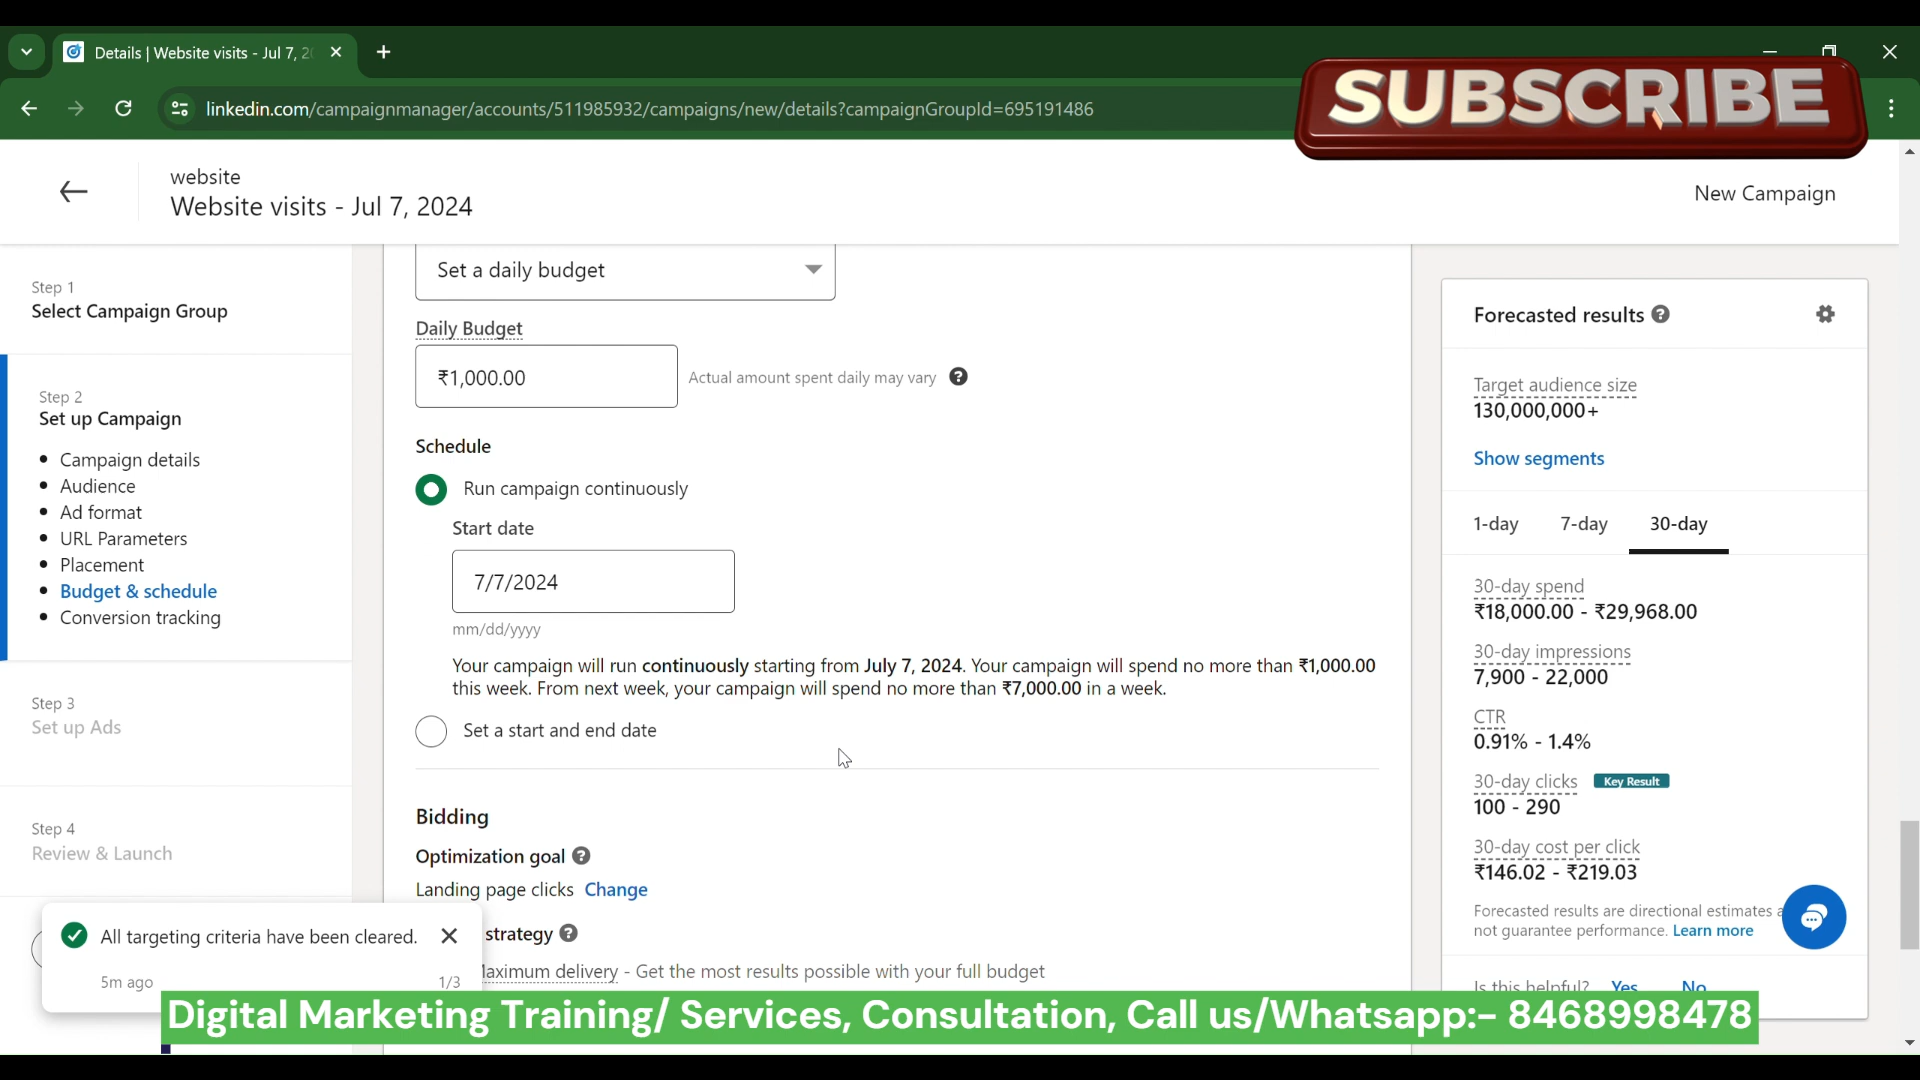 Details | Website visits - Jul 7, 20
linkedin.com/campaignmanager/accounts/511985932/campaigns/new/details?campaignGroupId=695191486
SUBSCRIBE
website
Website visits - Jul 7, 2024
New Campaign
Step 1
Select Campaign Group
Step 2
Set up Campaign
Campaign details
Audience
Ad format
URL Parameters
Placement
Budget & schedule
Conversion tracking
Step 3
Set up Ads
Step 4
Review & Launch
All targeting criteria have been cleared.
5m ago
1/3
Set a daily budget
Daily Budget
₹1,000.00
Actual amount spent daily may vary
Schedule
Run campaign continuously
Start date
7/7/2024
mm/dd/yyyy
Your campaign will run continuously starting from July 7, 2024. Your campaign will spend no more than ₹1,000.00
this week. From next week, your campaign will spend no more than ₹7,000.00 in a week.
Set a start and end date
Bidding
Optimization goal
Landing page clicks Change
strategy
Maximum delivery - Get the most results possible with your full budget
Forecasted results
Target audience size
130,000,000+
Show segments
1-day 7-day 30-day
30-day spend
₹18,000.00 - ₹29,968.00
30-day impressions
7,900 - 22,000
CTR
0.91% - 1.4%
30-day clicks Key Result
100 - 290
30-day cost per click
₹146.02 - ₹219.03
Forecasted results are directional estimates a
not guarantee performance. Learn more
Is this helpful? Yes No
Digital Marketing Training/ Services, Consultation, Call us/Whatsapp:- 8468998478